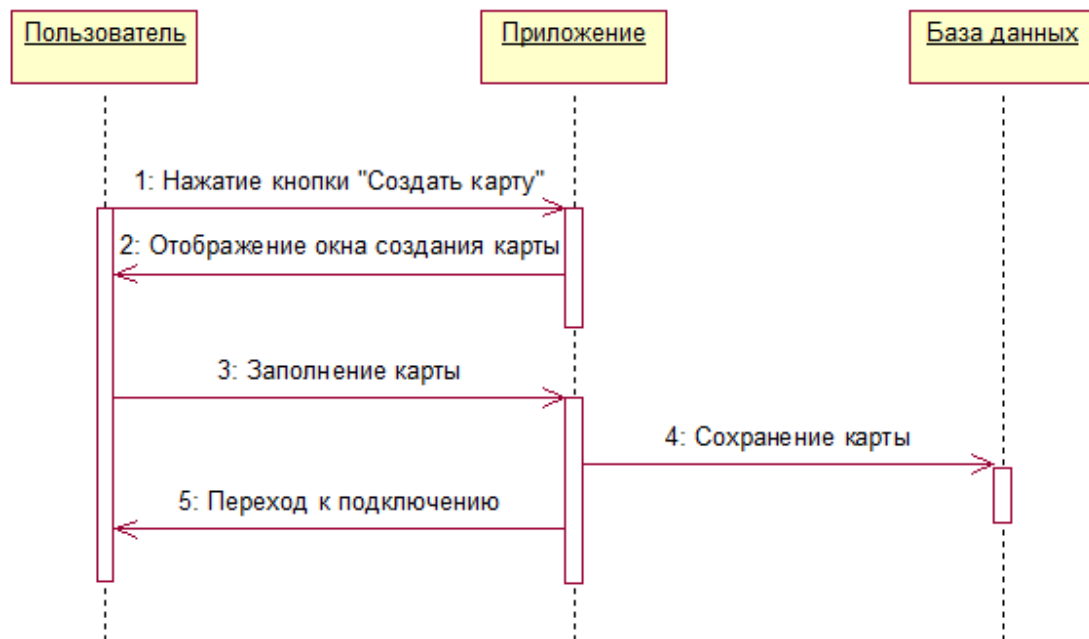 Пользователь
Приложение
База данных
1: Нажатие кнопки "Создать карту"
2: Отображение окна создания карты
3: Заполнение карты
4: Сохранение карты
5: Переход к подключению